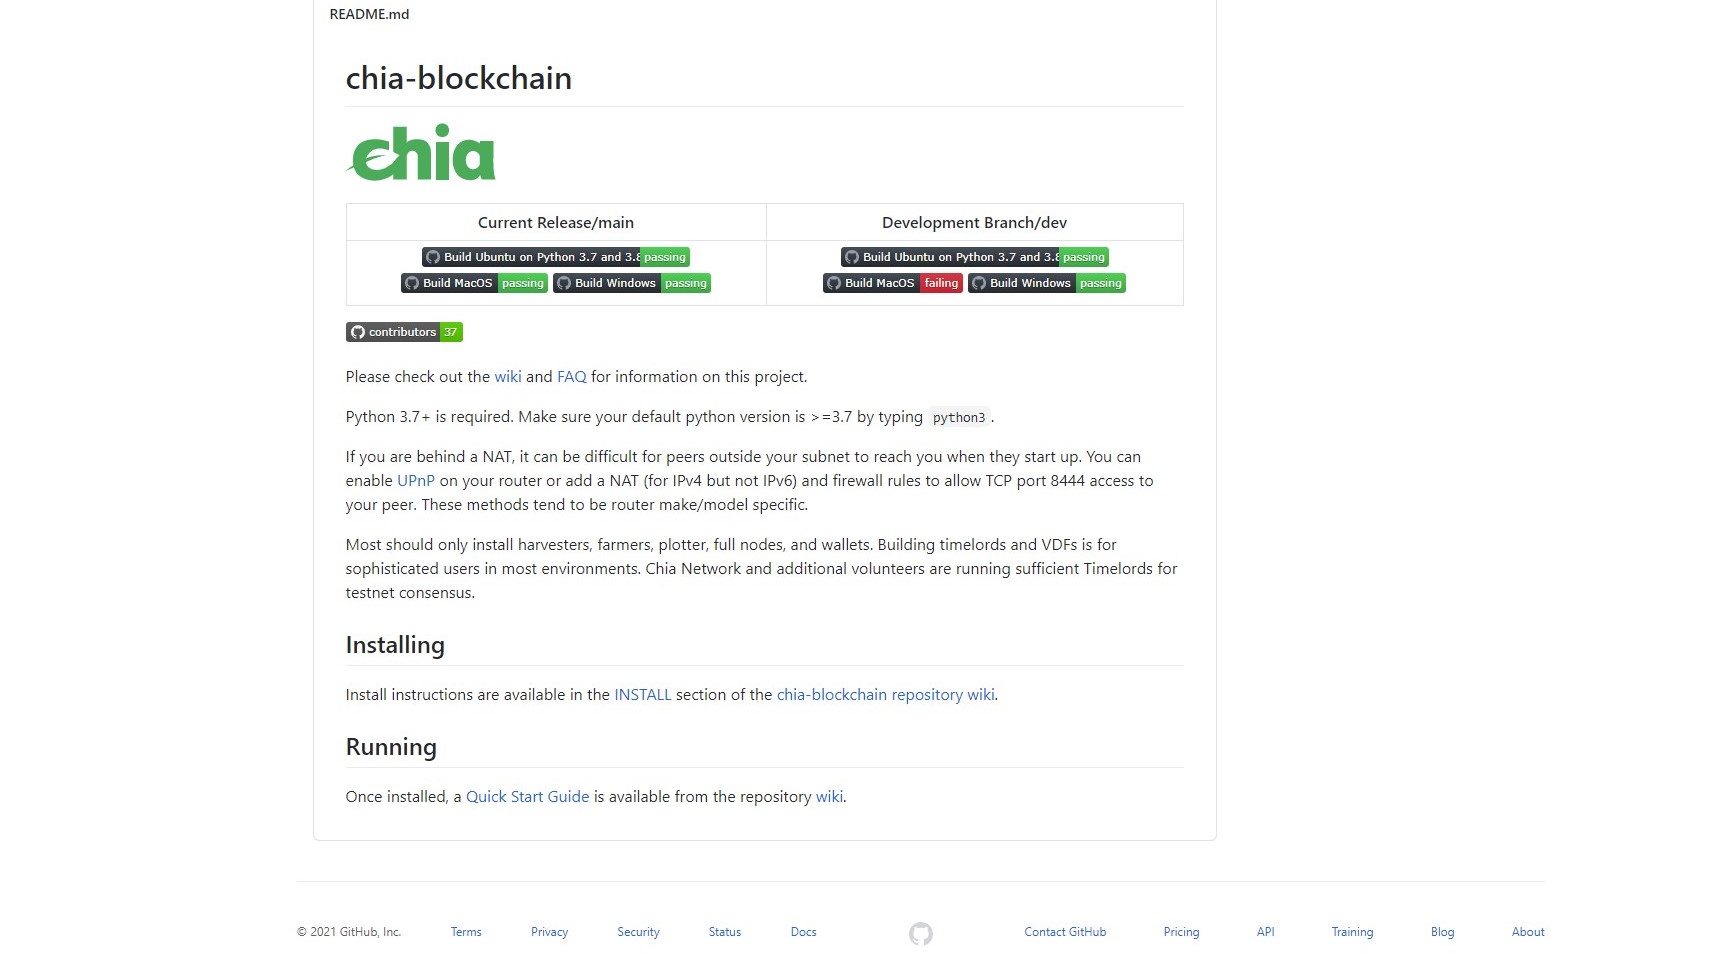 README.md
chia-blockchain
chia
Current Release/main
Development Branch/dev
Build Ubuntu on Python 3.7 and 3.8 passing
Build Ubuntu on Python 3.7 and 3.8 passing
Build MacOS passing Build Windows passing
Build MacOS failing Build Windows passing
contributors 37
Please check out the wiki and FAQ for information on this project.
Python 3.7+ is required. Make sure your default python version is >=3.7 by typing python3.
If you are behind a NAT, it can be difficult for peers outside your subnet to reach you when they start up. You can
enable UPnP on your router or add a NAT (for IPv4 but not IPv6) and firewall rules to allow TCP port 8444 access to
your peer. These methods tend to be router make/model specific.
Most should only install harvesters, farmers, plotter, full nodes, and wallets. Building timelords and VDFs is for
sophisticated users in most environments. Chia Network and additional volunteers are running sufficient Timelords for
testnet consensus.
Installing
Install instructions are available in the INSTALL section of the chia-blockchain repository wiki.
Running
Once installed, a Quick Start Guide is available from the repository wiki.
© 2021 GitHub, Inc. Terms Privacy Security Status Docs Contact GitHub Pricing API Training Blog About